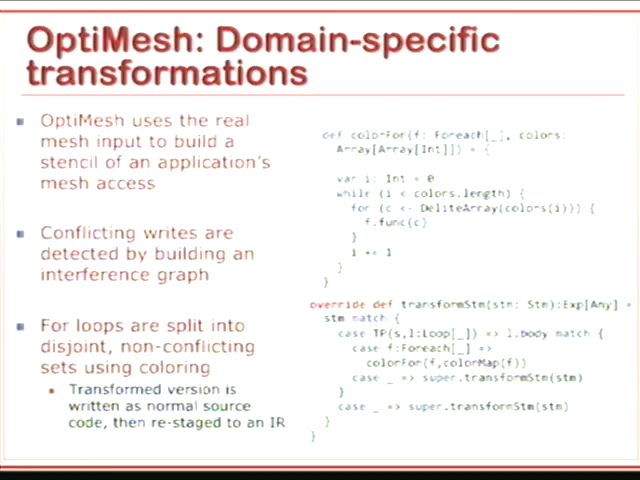 OptiMesh: Domain-specific
transformations
OptiMesh uses the real
mesh input to build a
stencil of an application's
mesh access
Conflicting writes are
detected by building an
interference graph
For loops are split into
disjoint, non-conflicting
sets using coloring
Transformed version is
written as normal source
code, then re-staged to an IR
def colorFor(f: Foreach[_], colors:
Array[Array[Int]]) = {
var i: Int = 0
while (i < colors.length) {
for (c <- DeliteArray(colors(i))) {
f.func(c)
}
i += 1
}
}
override def transformStm(stm: Stm):Exp[Any] =
stm match {
case TP(s,l:Loop[_]) => l.body match {
case f:Foreach[_] =>
colorFor(f,colorMap(f))
case _ => super.transformStm(stm)
}
case _ => super.transformStm(stm)
}
}